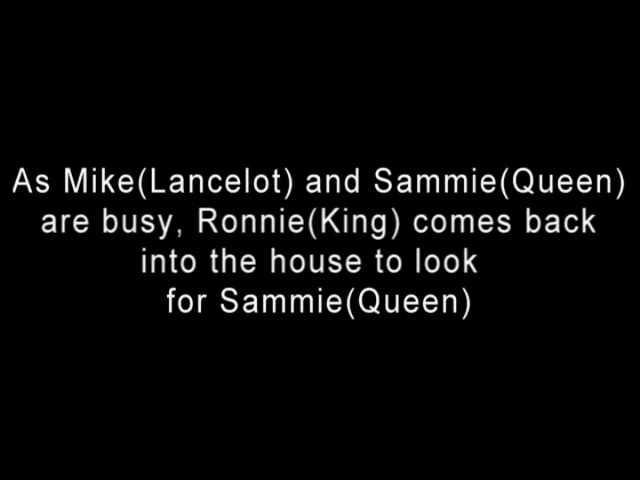 As Mike(Lancelot) and Sammie(Queen)
are busy, Ronnie(King) comes back
into the house to look
for Sammie(Queen)